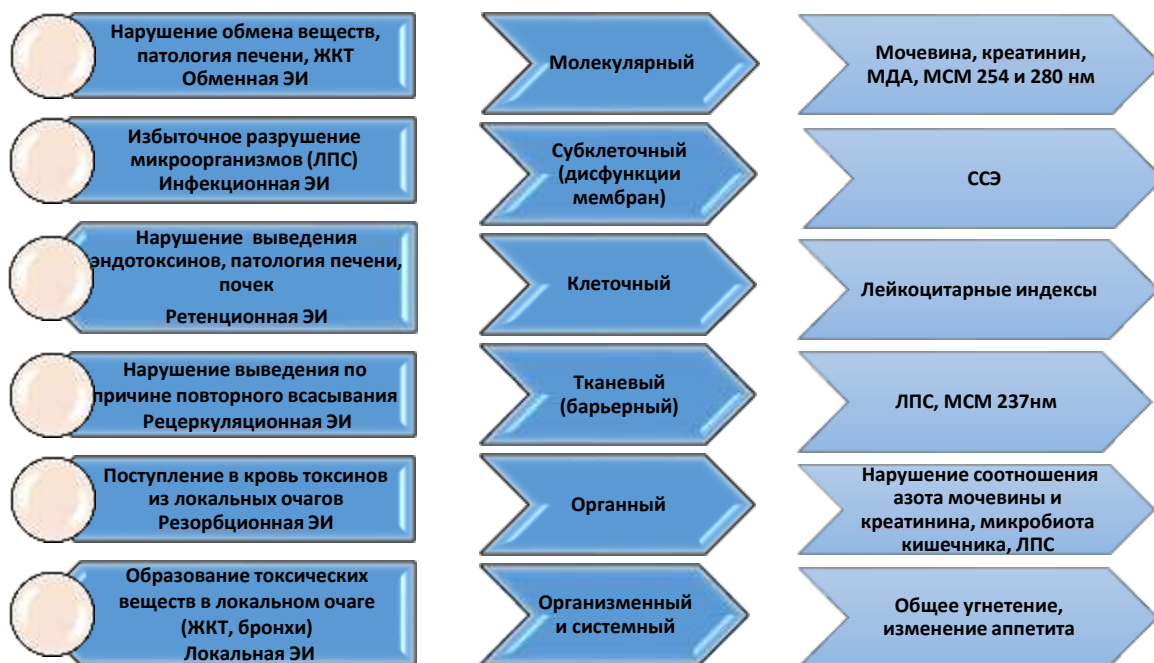 Нарушение обмена веществ,
патология печени, ЖКТ
Обменная ЭИ
Молекулярный
Мочевина, креатинин,
МДА, МСМ 254 и 280 нм
Избыточное разрушение
микроорганизмов (ЛПС)
Инфекционная ЭИ
Субклеточный
(дисфункции
мембран)
ССЭ
Нарушение выведения
эндотоксинов, патология печени,
почек
Ретенционная ЭИ
Клеточный
Лейкоцитарные индексы
Нарушение выведения по
причине повторного всасывания
Рецеркуляционная ЭИ
Тканевый
(барьерный)
ЛПС, МСМ 237нм
Поступление в кровь токсинов
из локальных очагов
Резорбционная ЭИ
Органный
Нарушение соотношения
азота мочевины и
креатинина, микробиота
кишечника, ЛПС
Образование токсических
веществ в локальном очаге
(ЖКТ, бронхи)
Локальная ЭИ
Организменный
и системный
Общее угнетение,
изменение аппетита